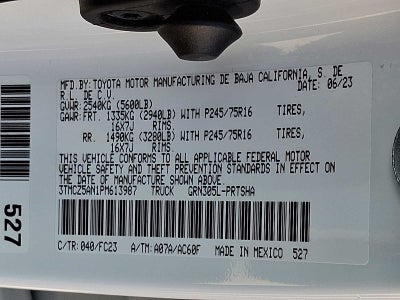 MFD.BY:TOYOTA MOTOR MANUFACTURING DE BAJA CALIFORNIA, S. DE
R.L. DE C.V. DATE: 06/23
GVWR: 2540KG (5600LB)
GAWR: FRT. 1335KG (2940LB) WITH P245/75R16 TIRES,
16X7J RIMS.
RR. 1490KG (3280LB) WITH P245/75R16 TIRES,
16X7J RIMS.
THIS VEHICLE CONFORMS TO ALL APPLICABLE FEDERAL MOTOR
VEHICLE SAFETY AND THEFT PREVENTION STANDARDS IN EFFECT ON
THE DATE OF MANUFACTURE SHOWN ABOVE.
3TMCZ5AN1PM613987 TRUCK GRN305L-PRTSHA
C/TR: 040/FC23 A/TM: A07A/AC60F MADE IN MEXICO 527
527